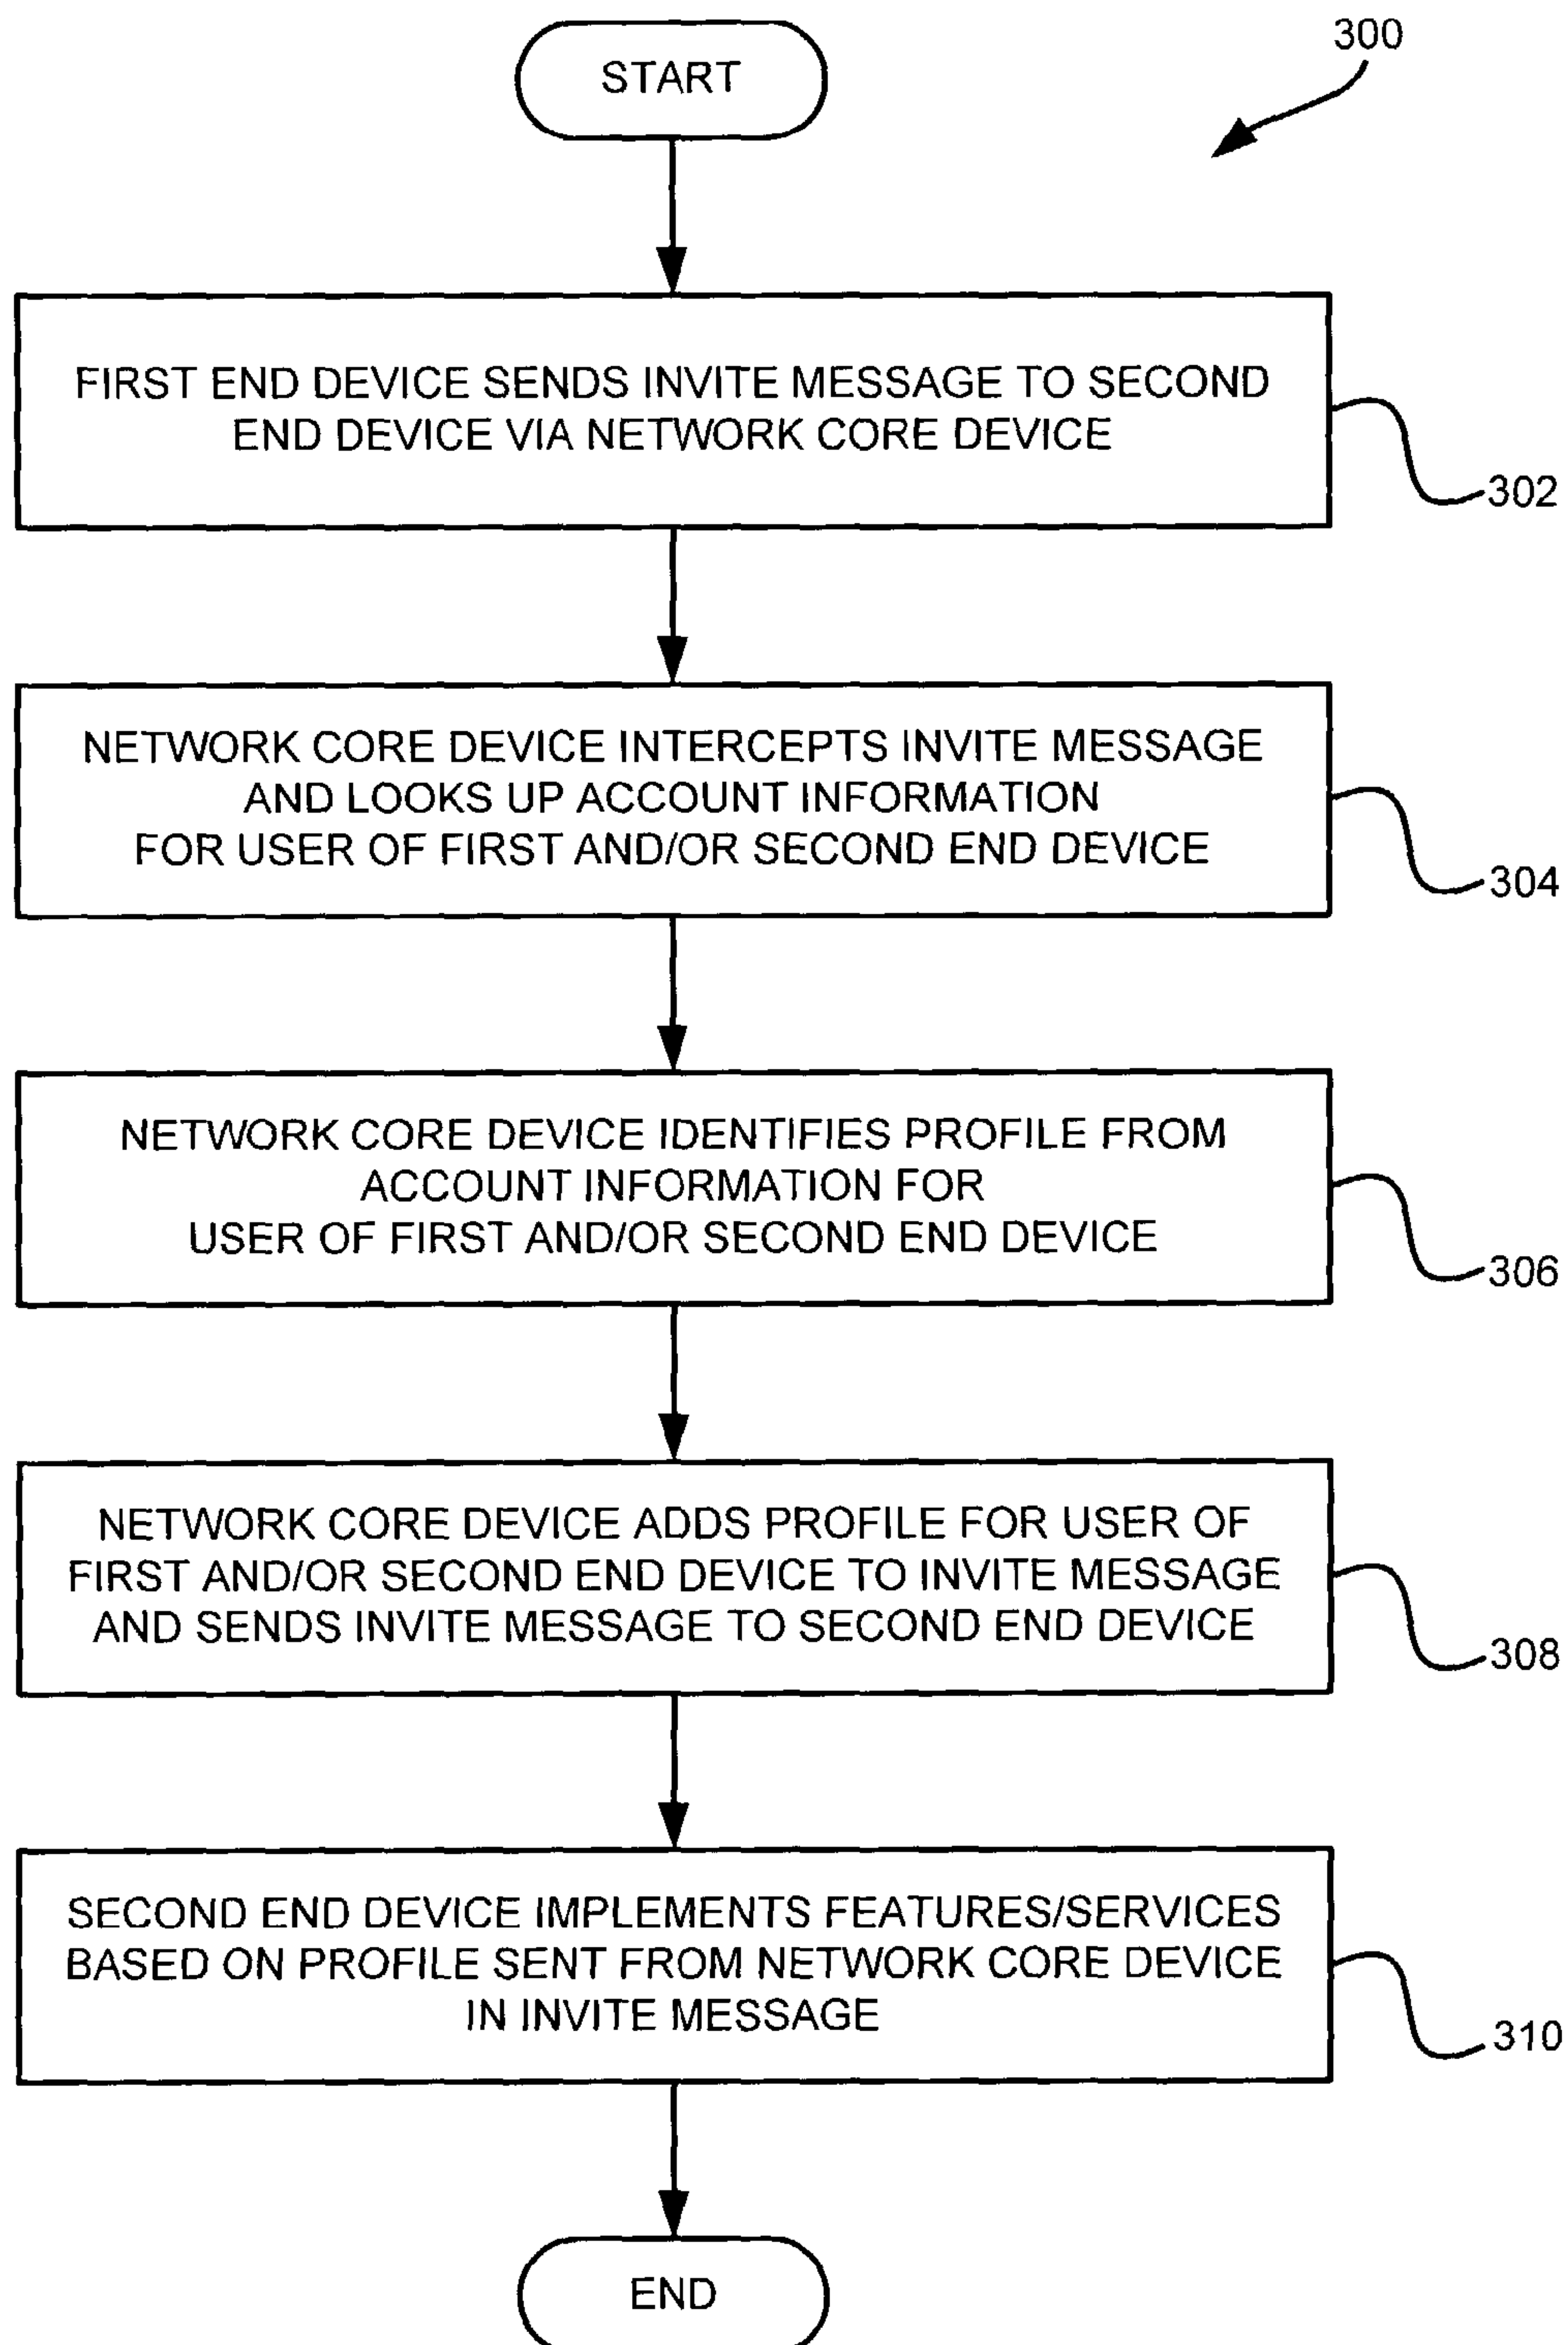 START
300
FIRST END DEVICE SENDS INVITE MESSAGE TO SECOND
END DEVICE VIA NETWORK CORE DEVICE
302
NETWORK CORE DEVICE INTERCEPTS INVITE MESSAGE
AND LOOKS UP ACCOUNT INFORMATION
FOR USER OF FIRST AND/OR SECOND END DEVICE
304
NETWORK CORE DEVICE IDENTIFIES PROFILE FROM
ACCOUNT INFORMATION FOR
USER OF FIRST AND/OR SECOND END DEVICE
306
NETWORK CORE DEVICE ADDS PROFILE FOR USER OF
FIRST AND/OR SECOND END DEVICE TO INVITE MESSAGE
AND SENDS INVITE MESSAGE TO SECOND END DEVICE
308
SECOND END DEVICE IMPLEMENTS FEATURES/SERVICES
BASED ON PROFILE SENT FROM NETWORK CORE DEVICE
IN INVITE MESSAGE
310
END